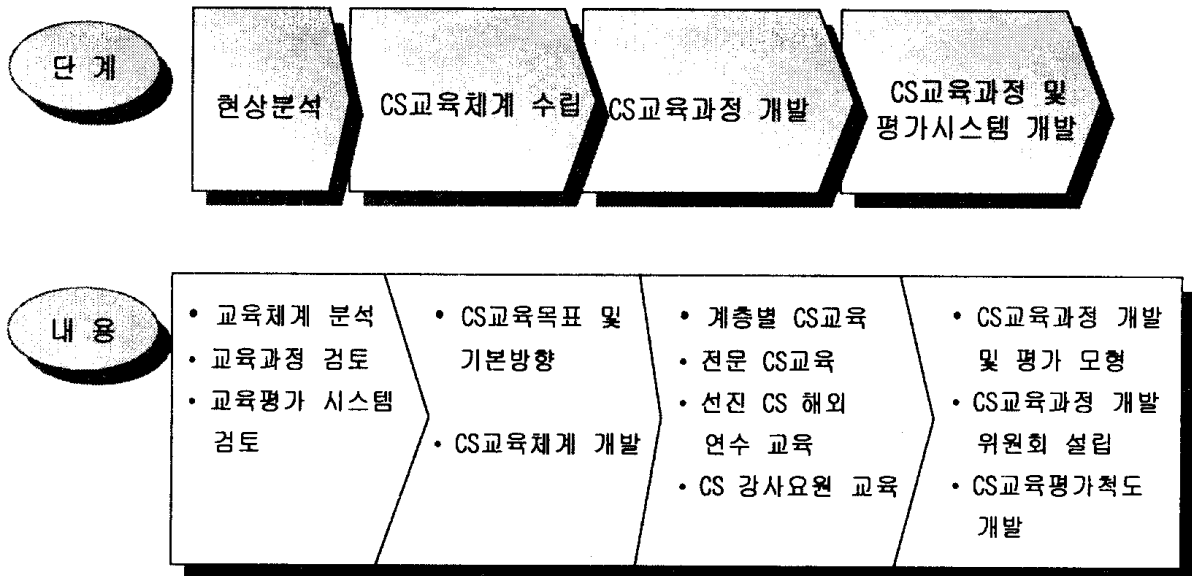 단 계
현상분석
CS교육체계 수립
CS교육과정 개발
CS교육과정 및
평가시스템 개발
내 용
• 교육체계 분석
• 교육과정 검토
• 교육평가 시스템
검토
• CS교육목표 및
기본방향
• CS교육체계 개발
• 계층별 CS교육
• 전문 CS교육
• 선진 CS 해외
연수 교육
• CS 강사요원 교육
• CS교육과정 개발
및 평가 모형
• CS교육과정 개발
위원회 설립
• CS교육평가척도
개발